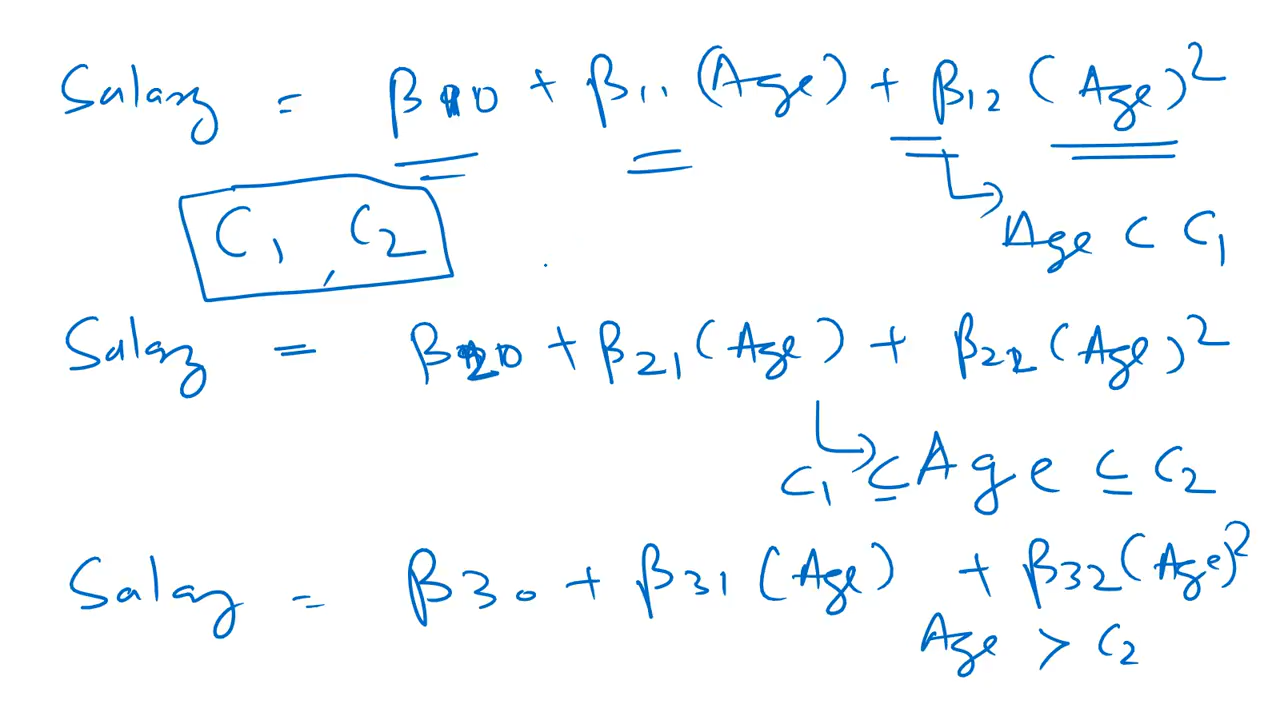 Salary = β10 + β11 (Age) + β12 (Age)²
C1, C2
Age < C1
Salary = β20 + β21 (Age) + β22 (Age)²
C1 ≤ Age ≤ C2
Salary = β30 + β31 (Age) + β32 (Age)²
Age > C2